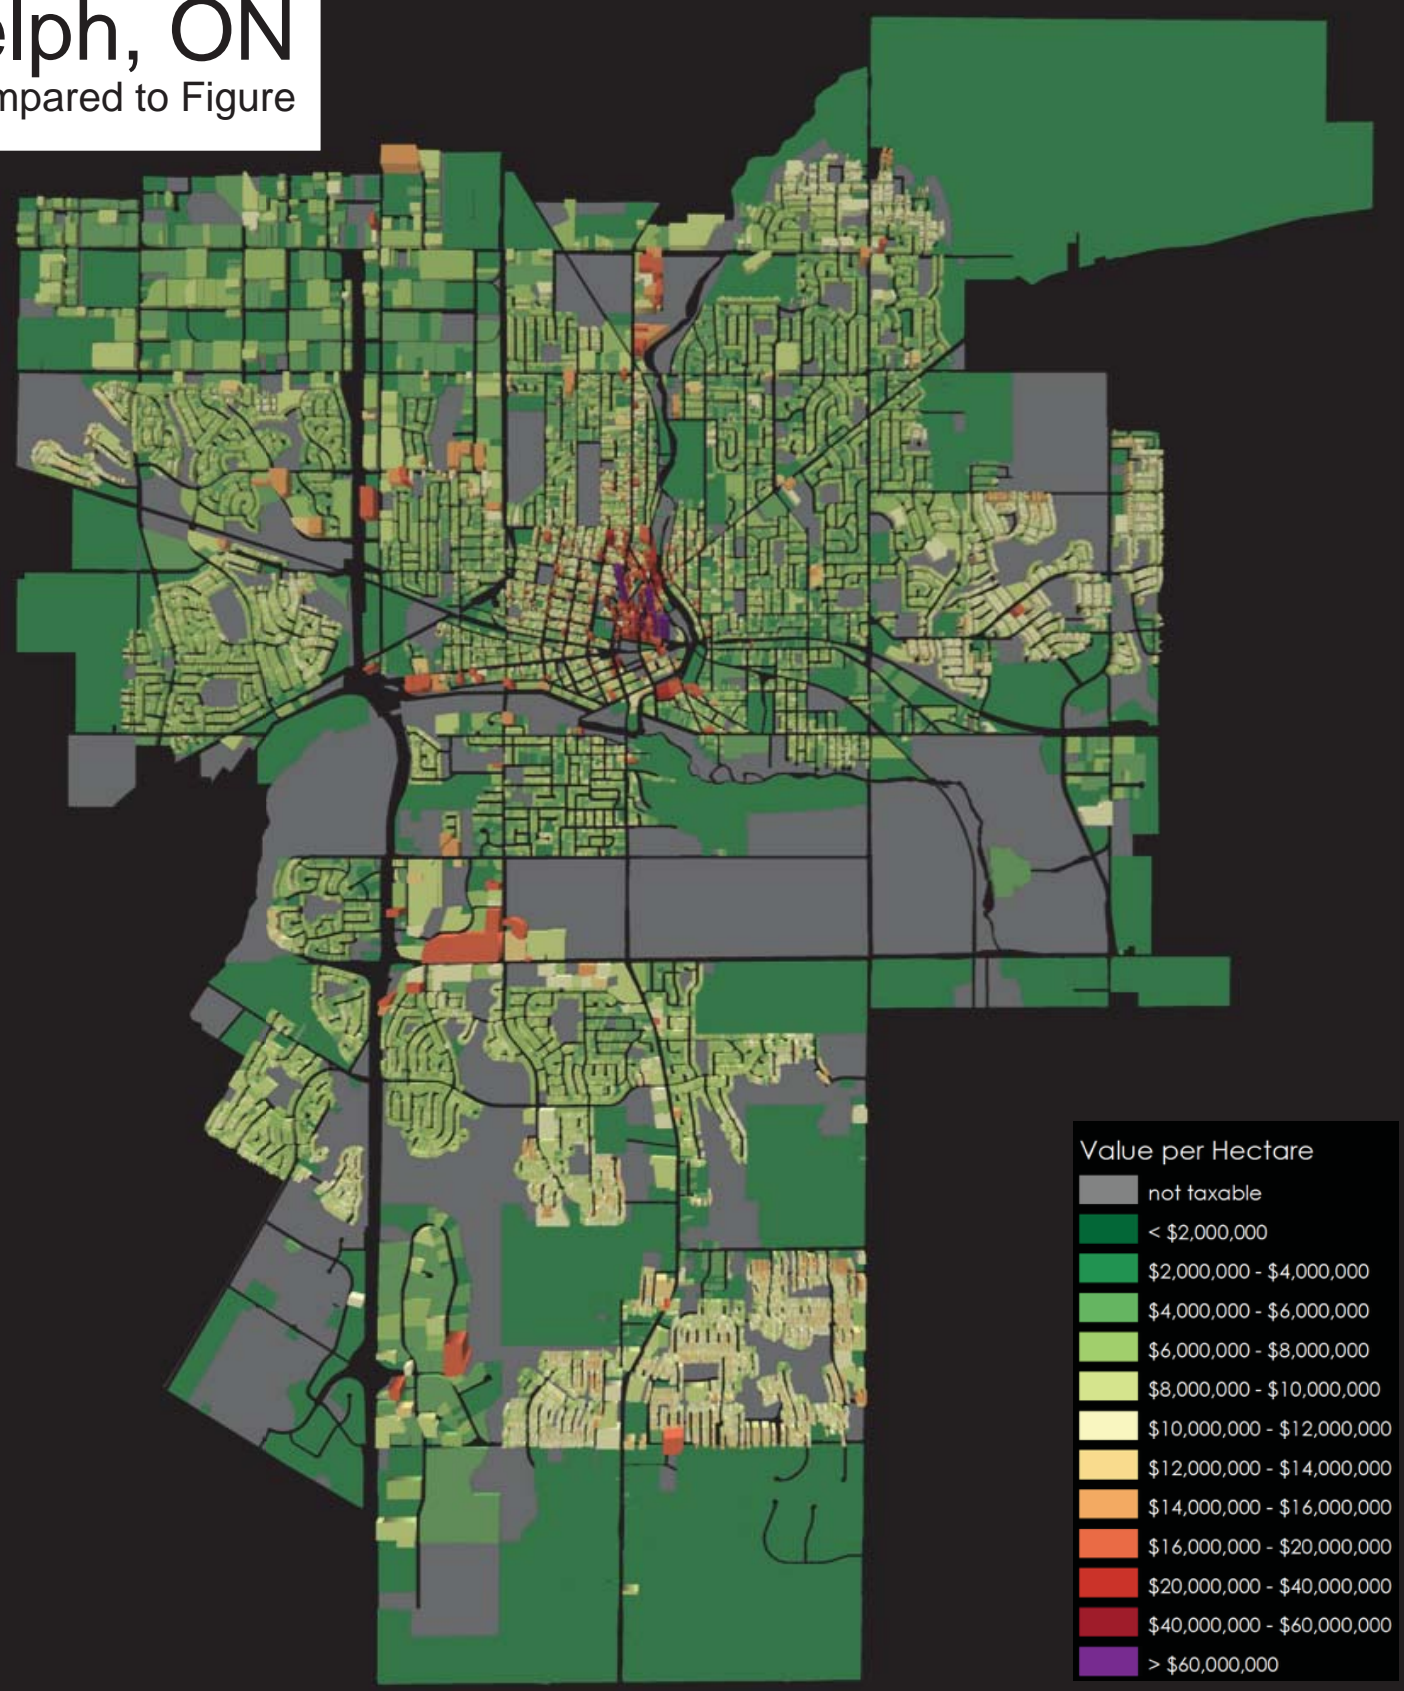 elph, ON
mpared to Figure
Value per Hectare
not taxable
< $2,000,000
$2,000,000 - $4,000,000
$4,000,000 - $6,000,000
$6,000,000 - $8,000,000
$8,000,000 - $10,000,000
$10,000,000 - $12,000,000
$12,000,000 - $14,000,000
$14,000,000 - $16,000,000
$16,000,000 - $20,000,000
$20,000,000 - $40,000,000
$40,000,000 - $60,000,000
> $60,000,000